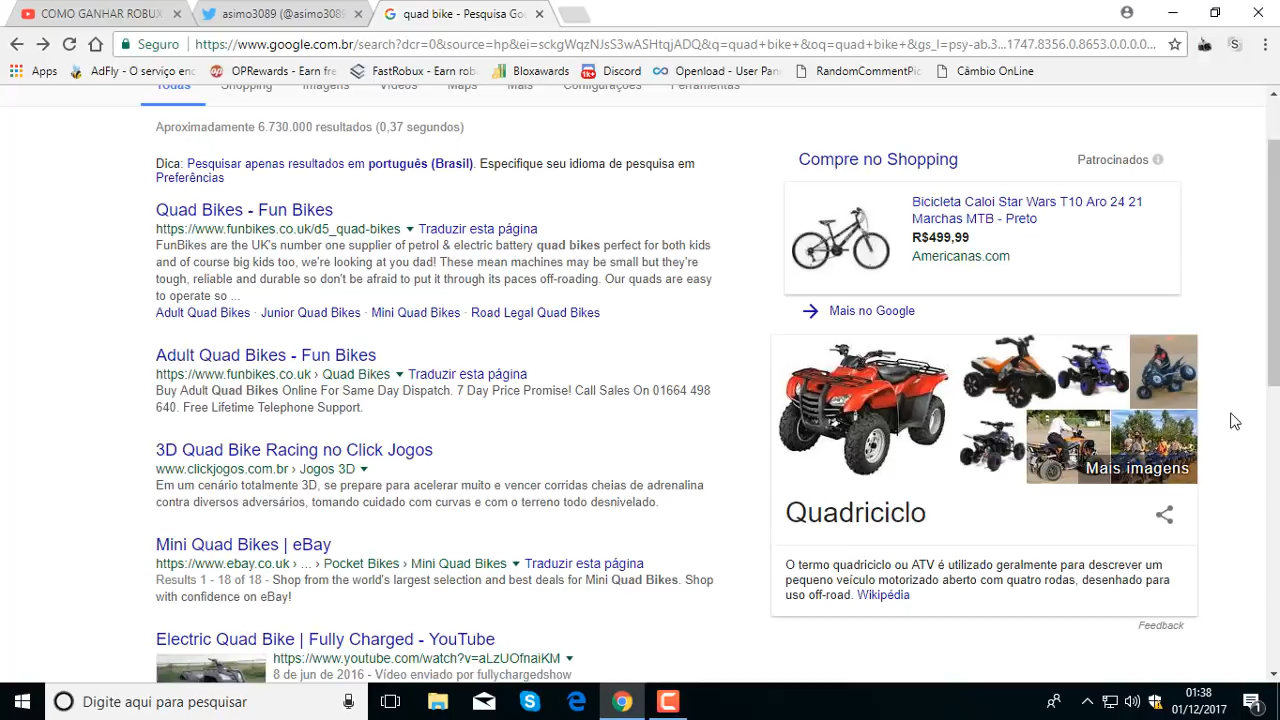 COMO GANHAR ROBUX
asimo3089 (@asimo3089)
quad bike - Pesquisa Go
Seguro
https://www.google.com.br/search?dcr=0&source=hp&ei=sckgWqzNJsS3wASHtqjADQ&q=quad+bike+&oq=quad+bike+&gs_l=psy-ab.3...1747.8356.0.8653.0.0.0.0...
Apps
AdFly - O serviço enc
OPRewards - Earn fre
FastRobux - Earn rob
Bloxawards
Discord
Openload - User Pan
RandomCommentPic
Câmbio OnLine
Todas Shopping Imagens Vídeos Maps Mais Configurações Ferramentas
Aproximadamente 6.730.000 resultados (0,37 segundos)
Dica: Pesquisar apenas resultados em português (Brasil). Especifique seu idioma de pesquisa em
Preferências
Quad Bikes - Fun Bikes
https://www.funbikes.co.uk/d5_quad-bikes Traduzir esta página
FunBikes are the UK's number one supplier of petrol & electric battery quad bikes perfect for both kids
and of course big kids too, we're looking at you dad! These mean machines may be small but they're
tough, reliable and durable so don't be afraid to put it through its paces off-roading. Our quads are easy
to operate so ...
Adult Quad Bikes · Junior Quad Bikes · Mini Quad Bikes · Road Legal Quad Bikes
Adult Quad Bikes - Fun Bikes
https://www.funbikes.co.uk › Quad Bikes Traduzir esta página
Buy Adult Quad Bikes Online For Same Day Dispatch. 7 Day Price Promise! Call Sales On 01664 498
640. Free Lifetime Telephone Support.
3D Quad Bike Racing no Click Jogos
www.clickjogos.com.br › Jogos 3D
Em um cenário totalmente 3D, se prepare para acelerar muito e vencer corridas cheias de adrenalina
contra diversos adversários, tomando cuidado com curvas e com o terreno todo desnivelado.
Mini Quad Bikes | eBay
https://www.ebay.co.uk › ... › Pocket Bikes › Mini Quad Bikes Traduzir esta página
Results 1 - 18 of 18 - Shop from the world's largest selection and best deals for Mini Quad Bikes. Shop
with confidence on eBay!
Electric Quad Bike | Fully Charged - YouTube
https://www.youtube.com/watch?v=aLzUOfnaiKM
8 de jun de 2016 - Vídeo enviado por fullychargedshow
Compre no Shopping
Patrocinados
Bicicleta Caloi Star Wars T10 Aro 24 21
Marchas MTB - Preto
R$499,99
Americanas.com
Mais no Google
Mais imagens
Quadriciclo
O termo quadriciclo ou ATV é utilizado geralmente para descrever um
pequeno veículo motorizado aberto com quatro rodas, desenhado para
uso off-road. Wikipédia
Feedback
Digite aqui para pesquisar
01:38
01/12/2017
1